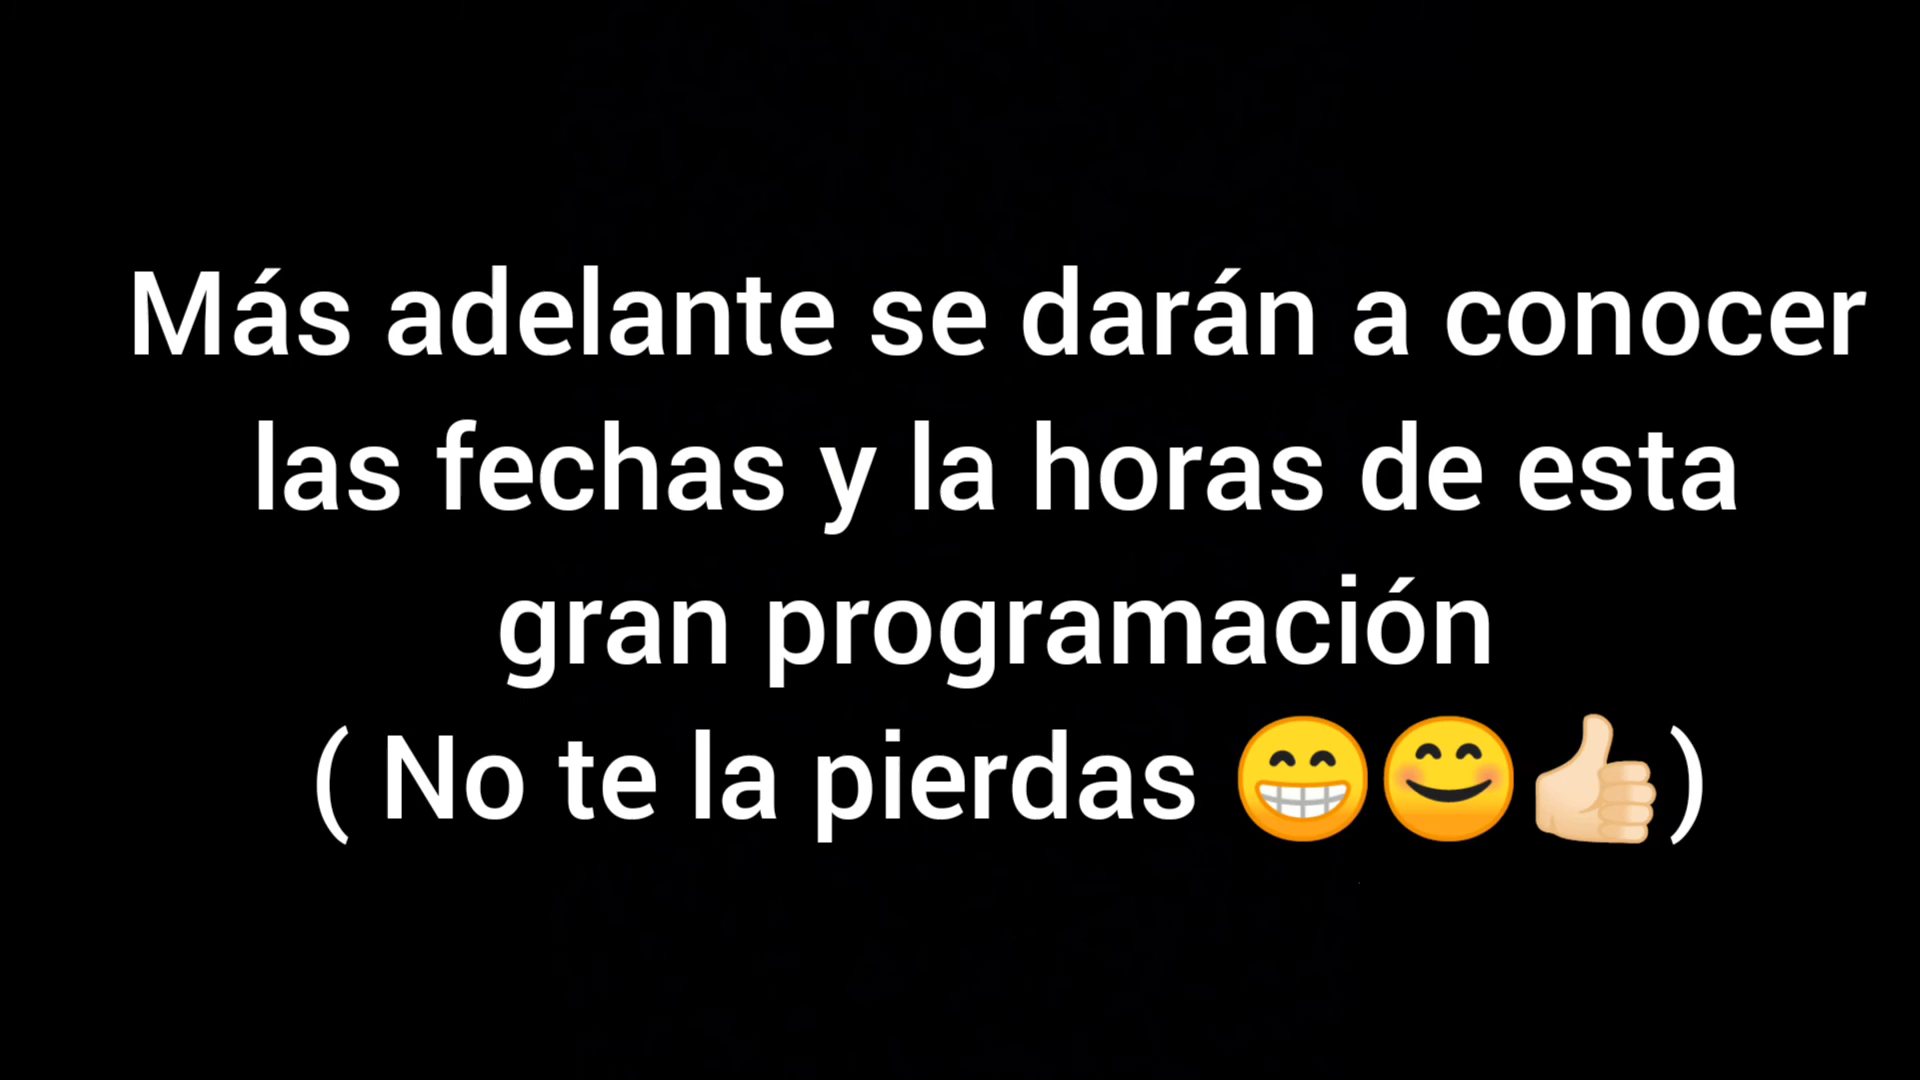 Más adelante se darán a conocer
las fechas y la horas de esta
gran programación
( No te la pierdas 😁😊👍🏻)